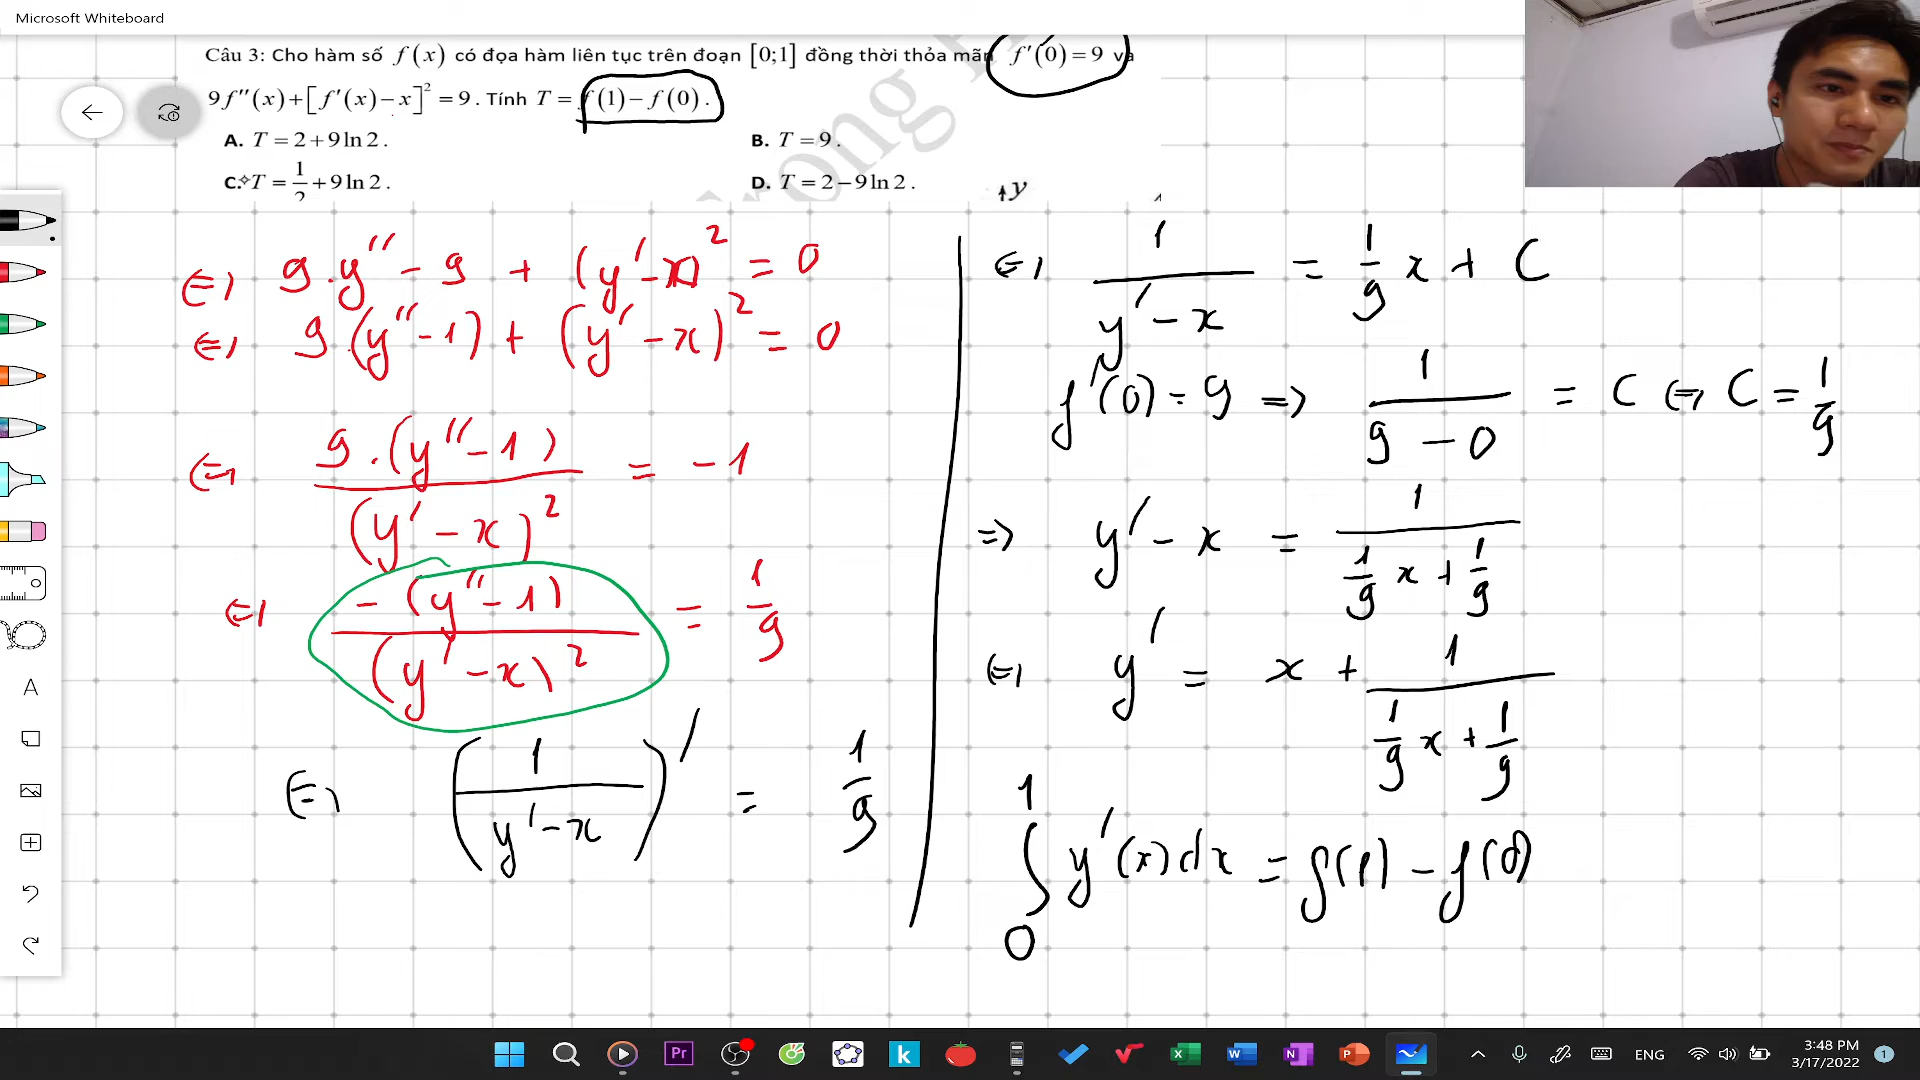 Microsoft Whiteboard
Câu 3: Cho hàm số f(x) có đọa hàm liên tục trên đoạn [0;1] đồng thời thỏa mãn f'(0)=9 và
9f''(x)+[f'(x)−x]²=9. Tính T=f(1)−f(0).
A. T=2+9ln2.
B. T=9.
C. T=1/2+9ln2.
D. T=2−9ln2.
rong
y
⇔ 9.y''−9 + (y'−x)² = 0
⇔ 9.(y''−1) + (y'−x)² = 0
⇔ 9.(y''−1)/(y'−x)² = −1
⇔ −(y''−1)/(y'−x)² = 1/9
⇔ (1/(y'−x))' = 1/9
⇔ 1/(y'−x) = 1/9 x + C
f'(0) = 9 ⇒ 1/(9−0) = C ⇔ C = 1/9
⇒ y'−x = 1/(1/9 x + 1/9)
⇔ y' = x + 1/(1/9 x + 1/9)
∫₀¹ y'(x)dx = f(1) − f(0)
A
Pr
k
ENG
3:48 PM
3/17/2022
1